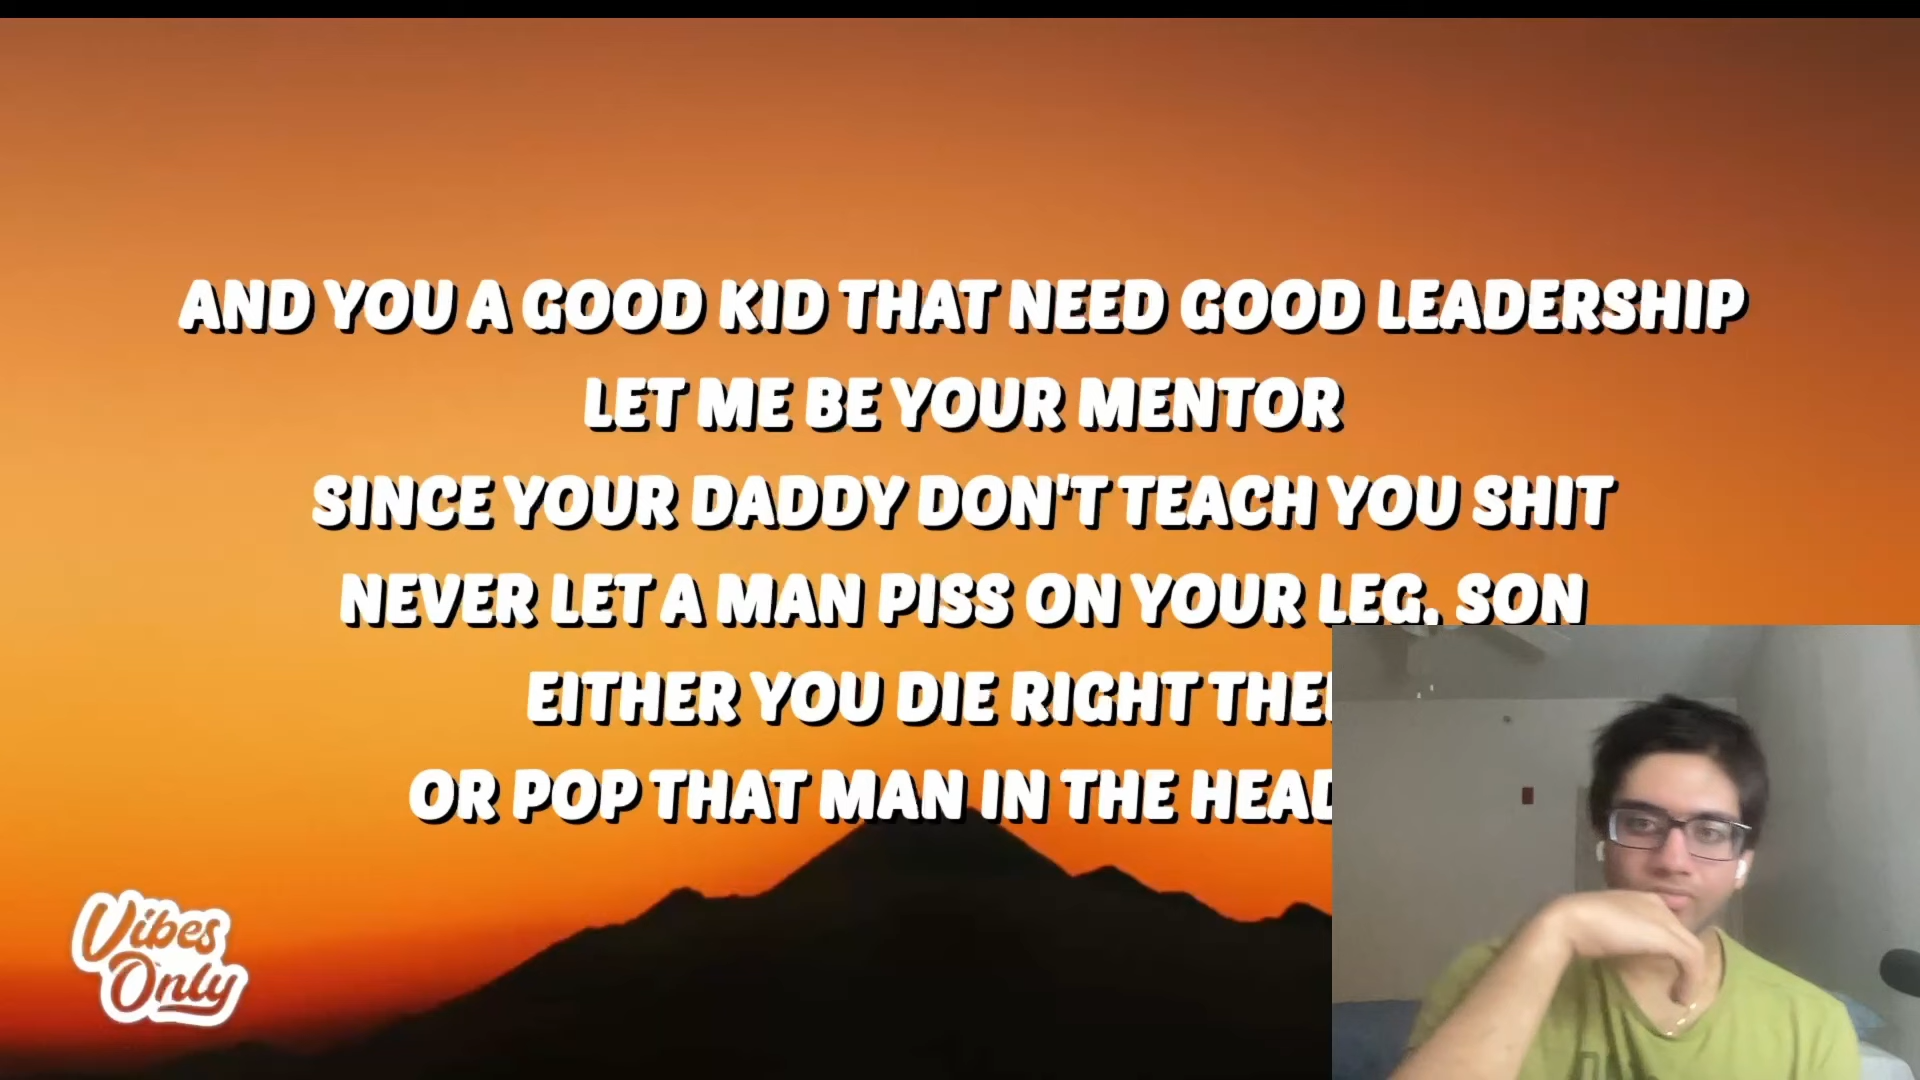 AND YOU A GOOD KID THAT NEED GOOD LEADERSHIP
LET ME BE YOUR MENTOR
SINCE YOUR DADDY DON'T TEACH YOU SHIT
NEVER LET A MAN PISS ON YOUR LEG, SON
EITHER YOU DIE RIGHT
OR POP THAT MAN IN THE HEAD
Vibes
Only